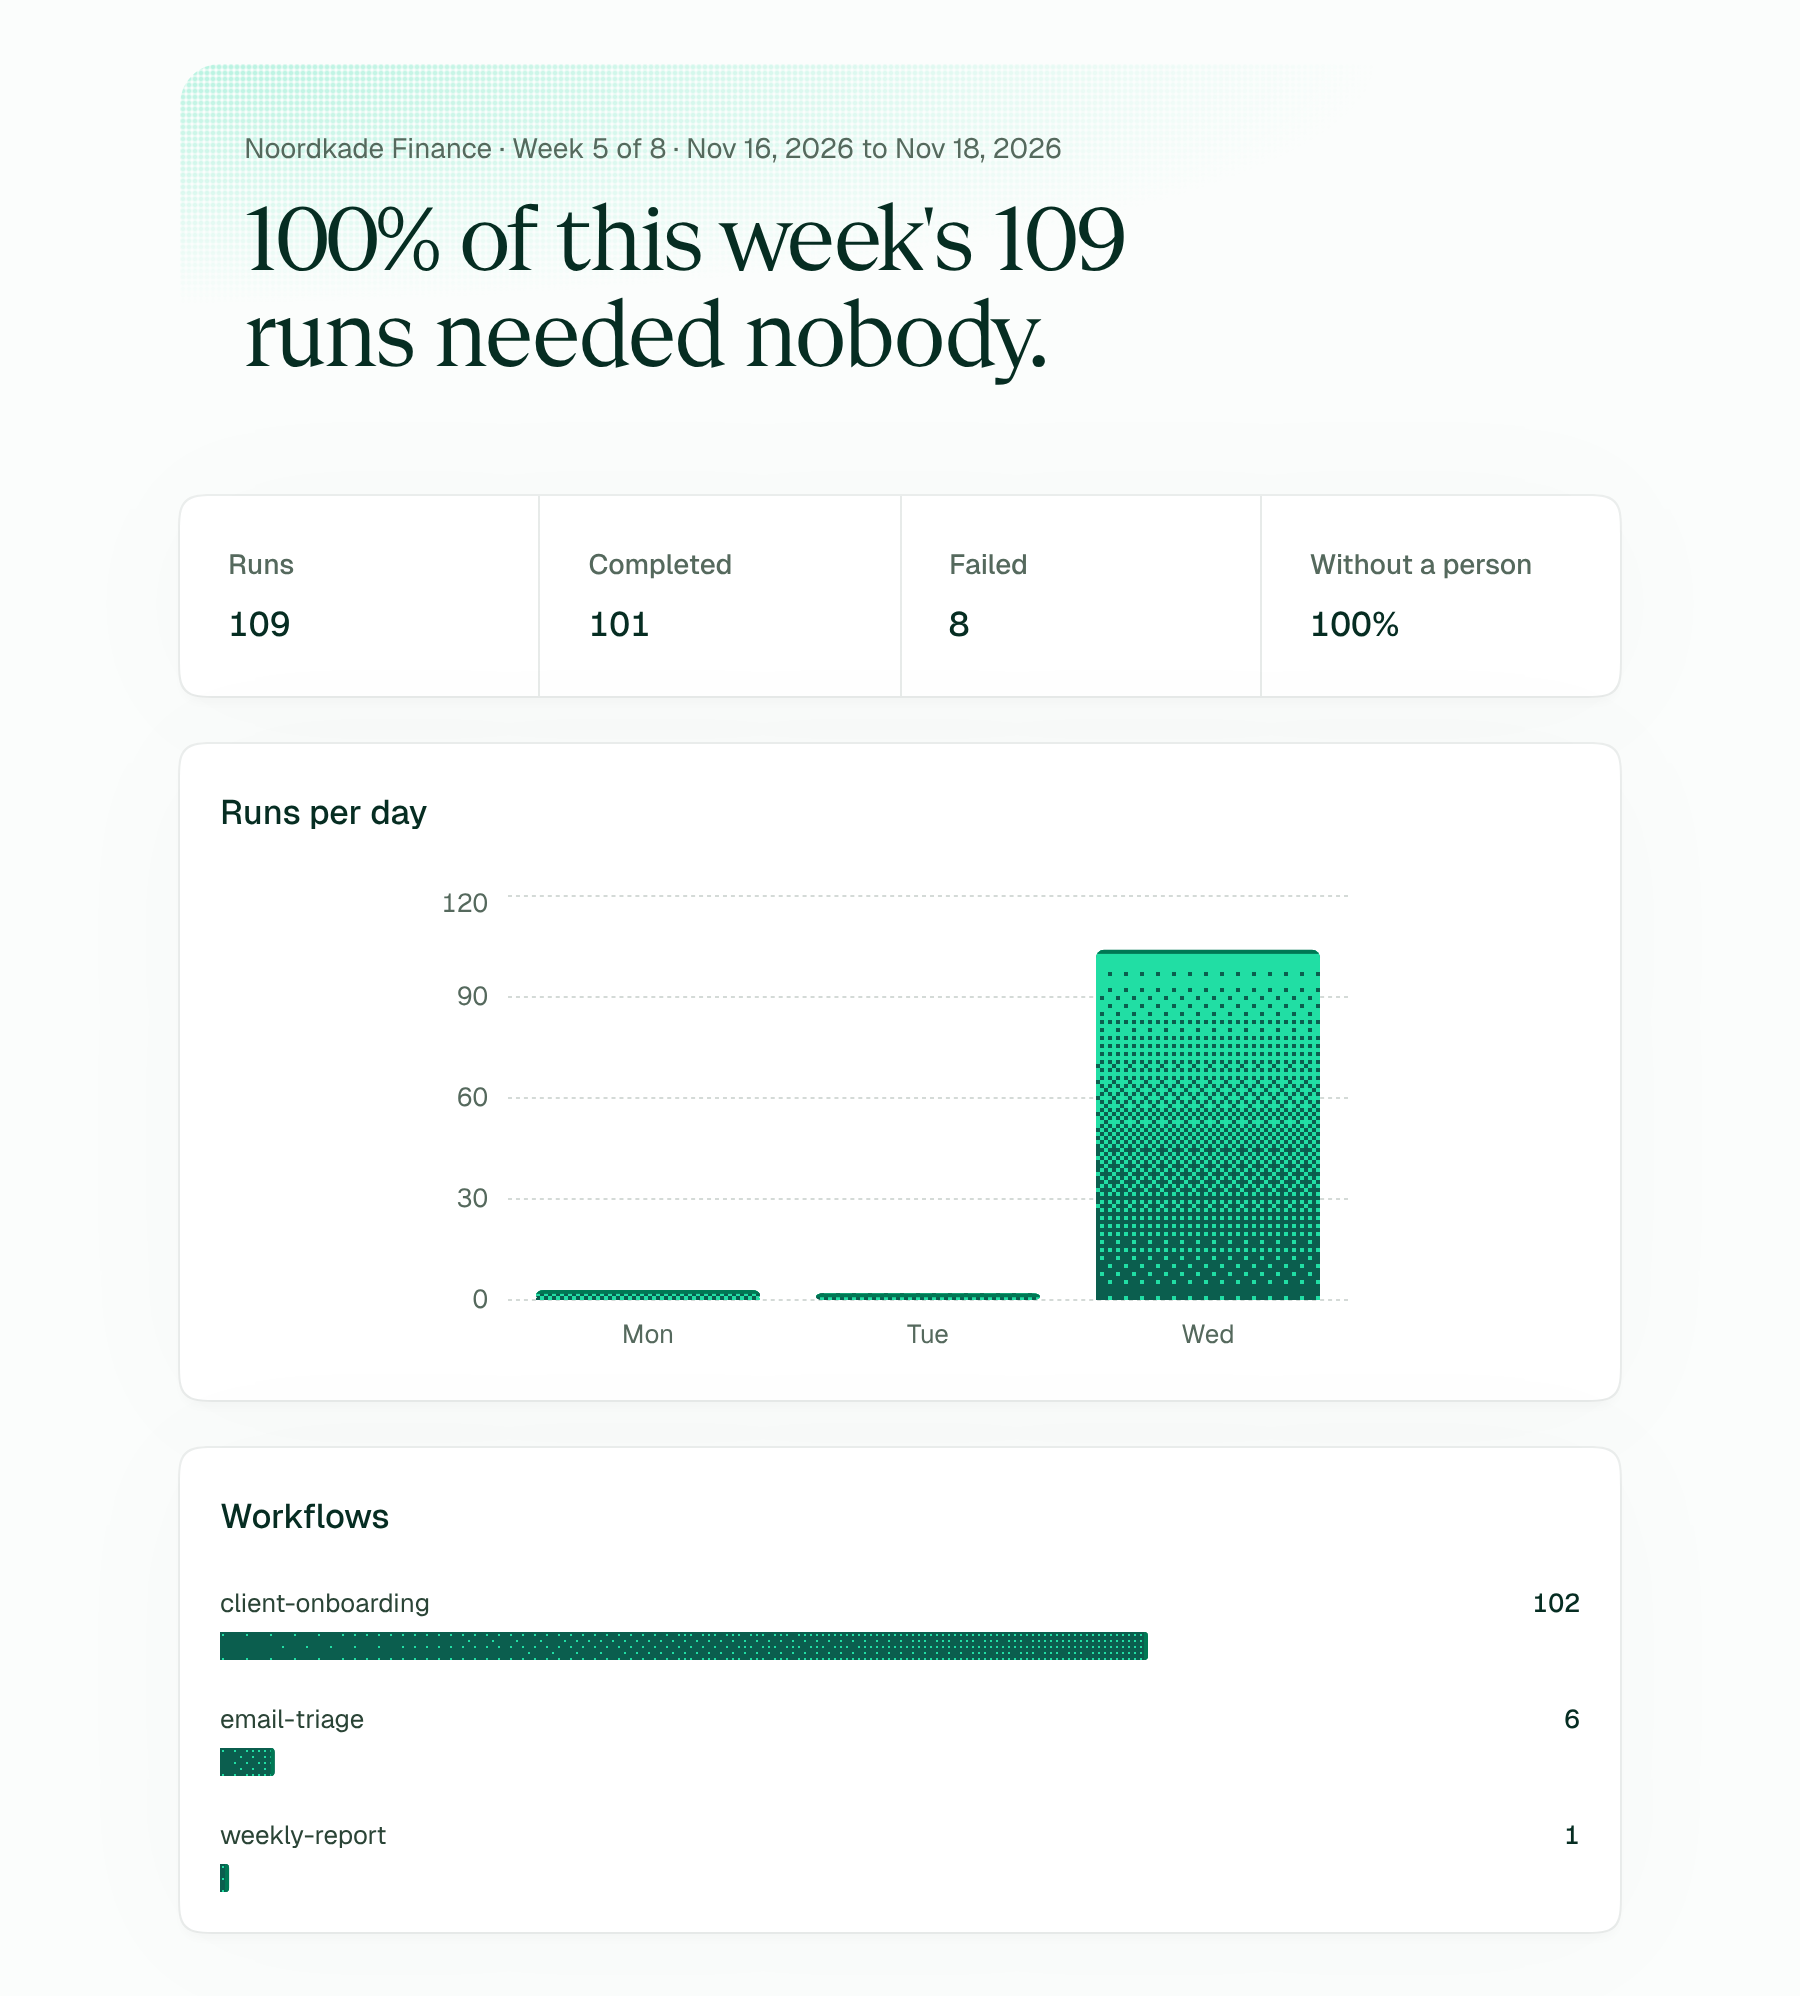 Noordkade Finance · Week 5 of 8 · Nov 16, 2026 to Nov 18, 2026
100% of this week's 109
runs needed nobody.
Runs
109
Completed
101
Failed
8
Without a person
100%
Runs per day
120
90
60
30
0
Mon
Tue
Wed
Workflows
client-onboarding
102
email-triage
6
weekly-report
1